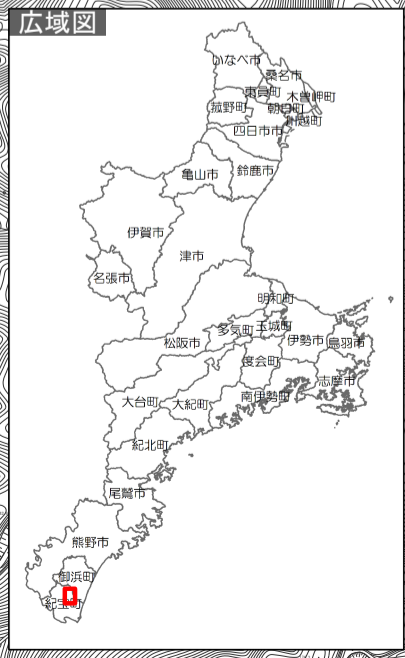 広域図
いなべ市
桑名市
東員町
木曽岬町
菰野町
朝日町
川越町
四日市市
亀山市
鈴鹿市
伊賀市
津市
名張市
明和町
多気町
玉城町
松阪市
伊勢市
鳥羽市
度会町
志摩市
大台町
大紀町
南伊勢町
紀北町
尾鷲市
熊野市
御浜町
紀宝町